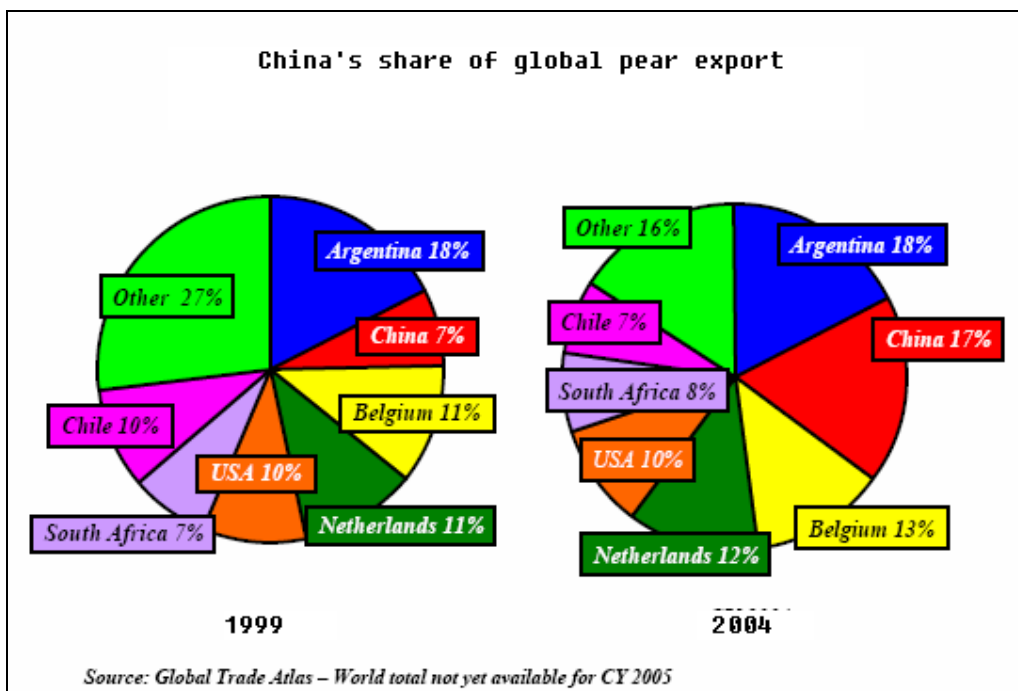 China's share of global pear export
Argentina 18%
China 7%
Belgium 11%
Netherlands 11%
USA 10%
South Africa 7%
Chile 10%
Other 27%
1999
Argentina 18%
China 17%
Belgium 13%
Netherlands 12%
USA 10%
South Africa 8%
Chile 7%
Other 16%
2004
Source: Global Trade Atlas – World total not yet available for CY 2005